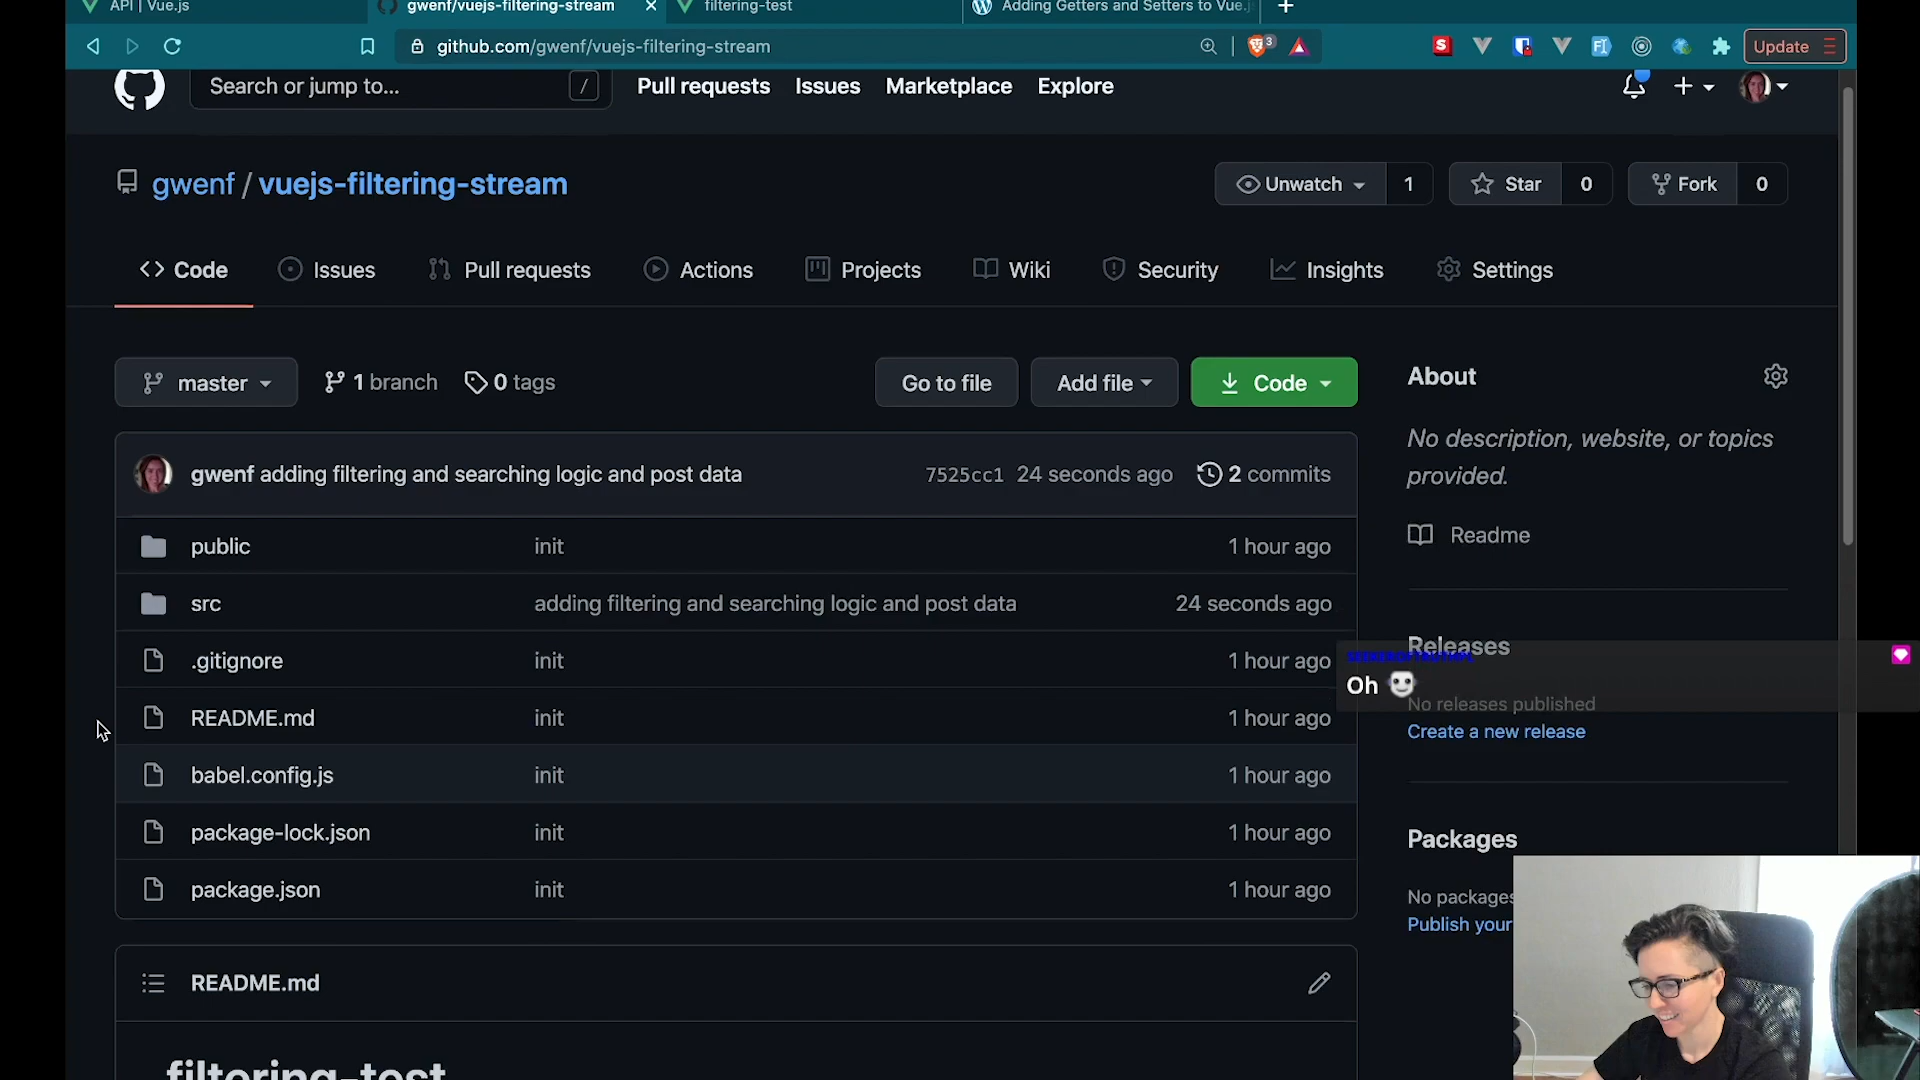 API | Vue.js
gwenf/vuejs-filtering-stream
filtering-test
Adding Getters and Setters to Vue.js
github.com/gwenf/vuejs-filtering-stream
3
S
FI
Update
Search or jump to...
/
Pull requests
Issues
Marketplace
Explore
gwenf / vuejs-filtering-stream
Unwatch
1
Star
0
Fork
0
Code
Issues
Pull requests
Actions
Projects
Wiki
Security
Insights
Settings
master
1 branch
0 tags
Go to file
Add file
Code
About
No description, website, or topics
provided.
Readme
gwenf adding filtering and searching logic and post data
7525cc1
24 seconds ago
2 commits
public
init
1 hour ago
src
adding filtering and searching logic and post data
24 seconds ago
.gitignore
init
1 hour ago
README.md
init
1 hour ago
babel.config.js
init
1 hour ago
package-lock.json
init
1 hour ago
package.json
init
1 hour ago
Releases
Oh
No releases published
Create a new release
Packages
No packages
Publish your
README.md
filtering-test